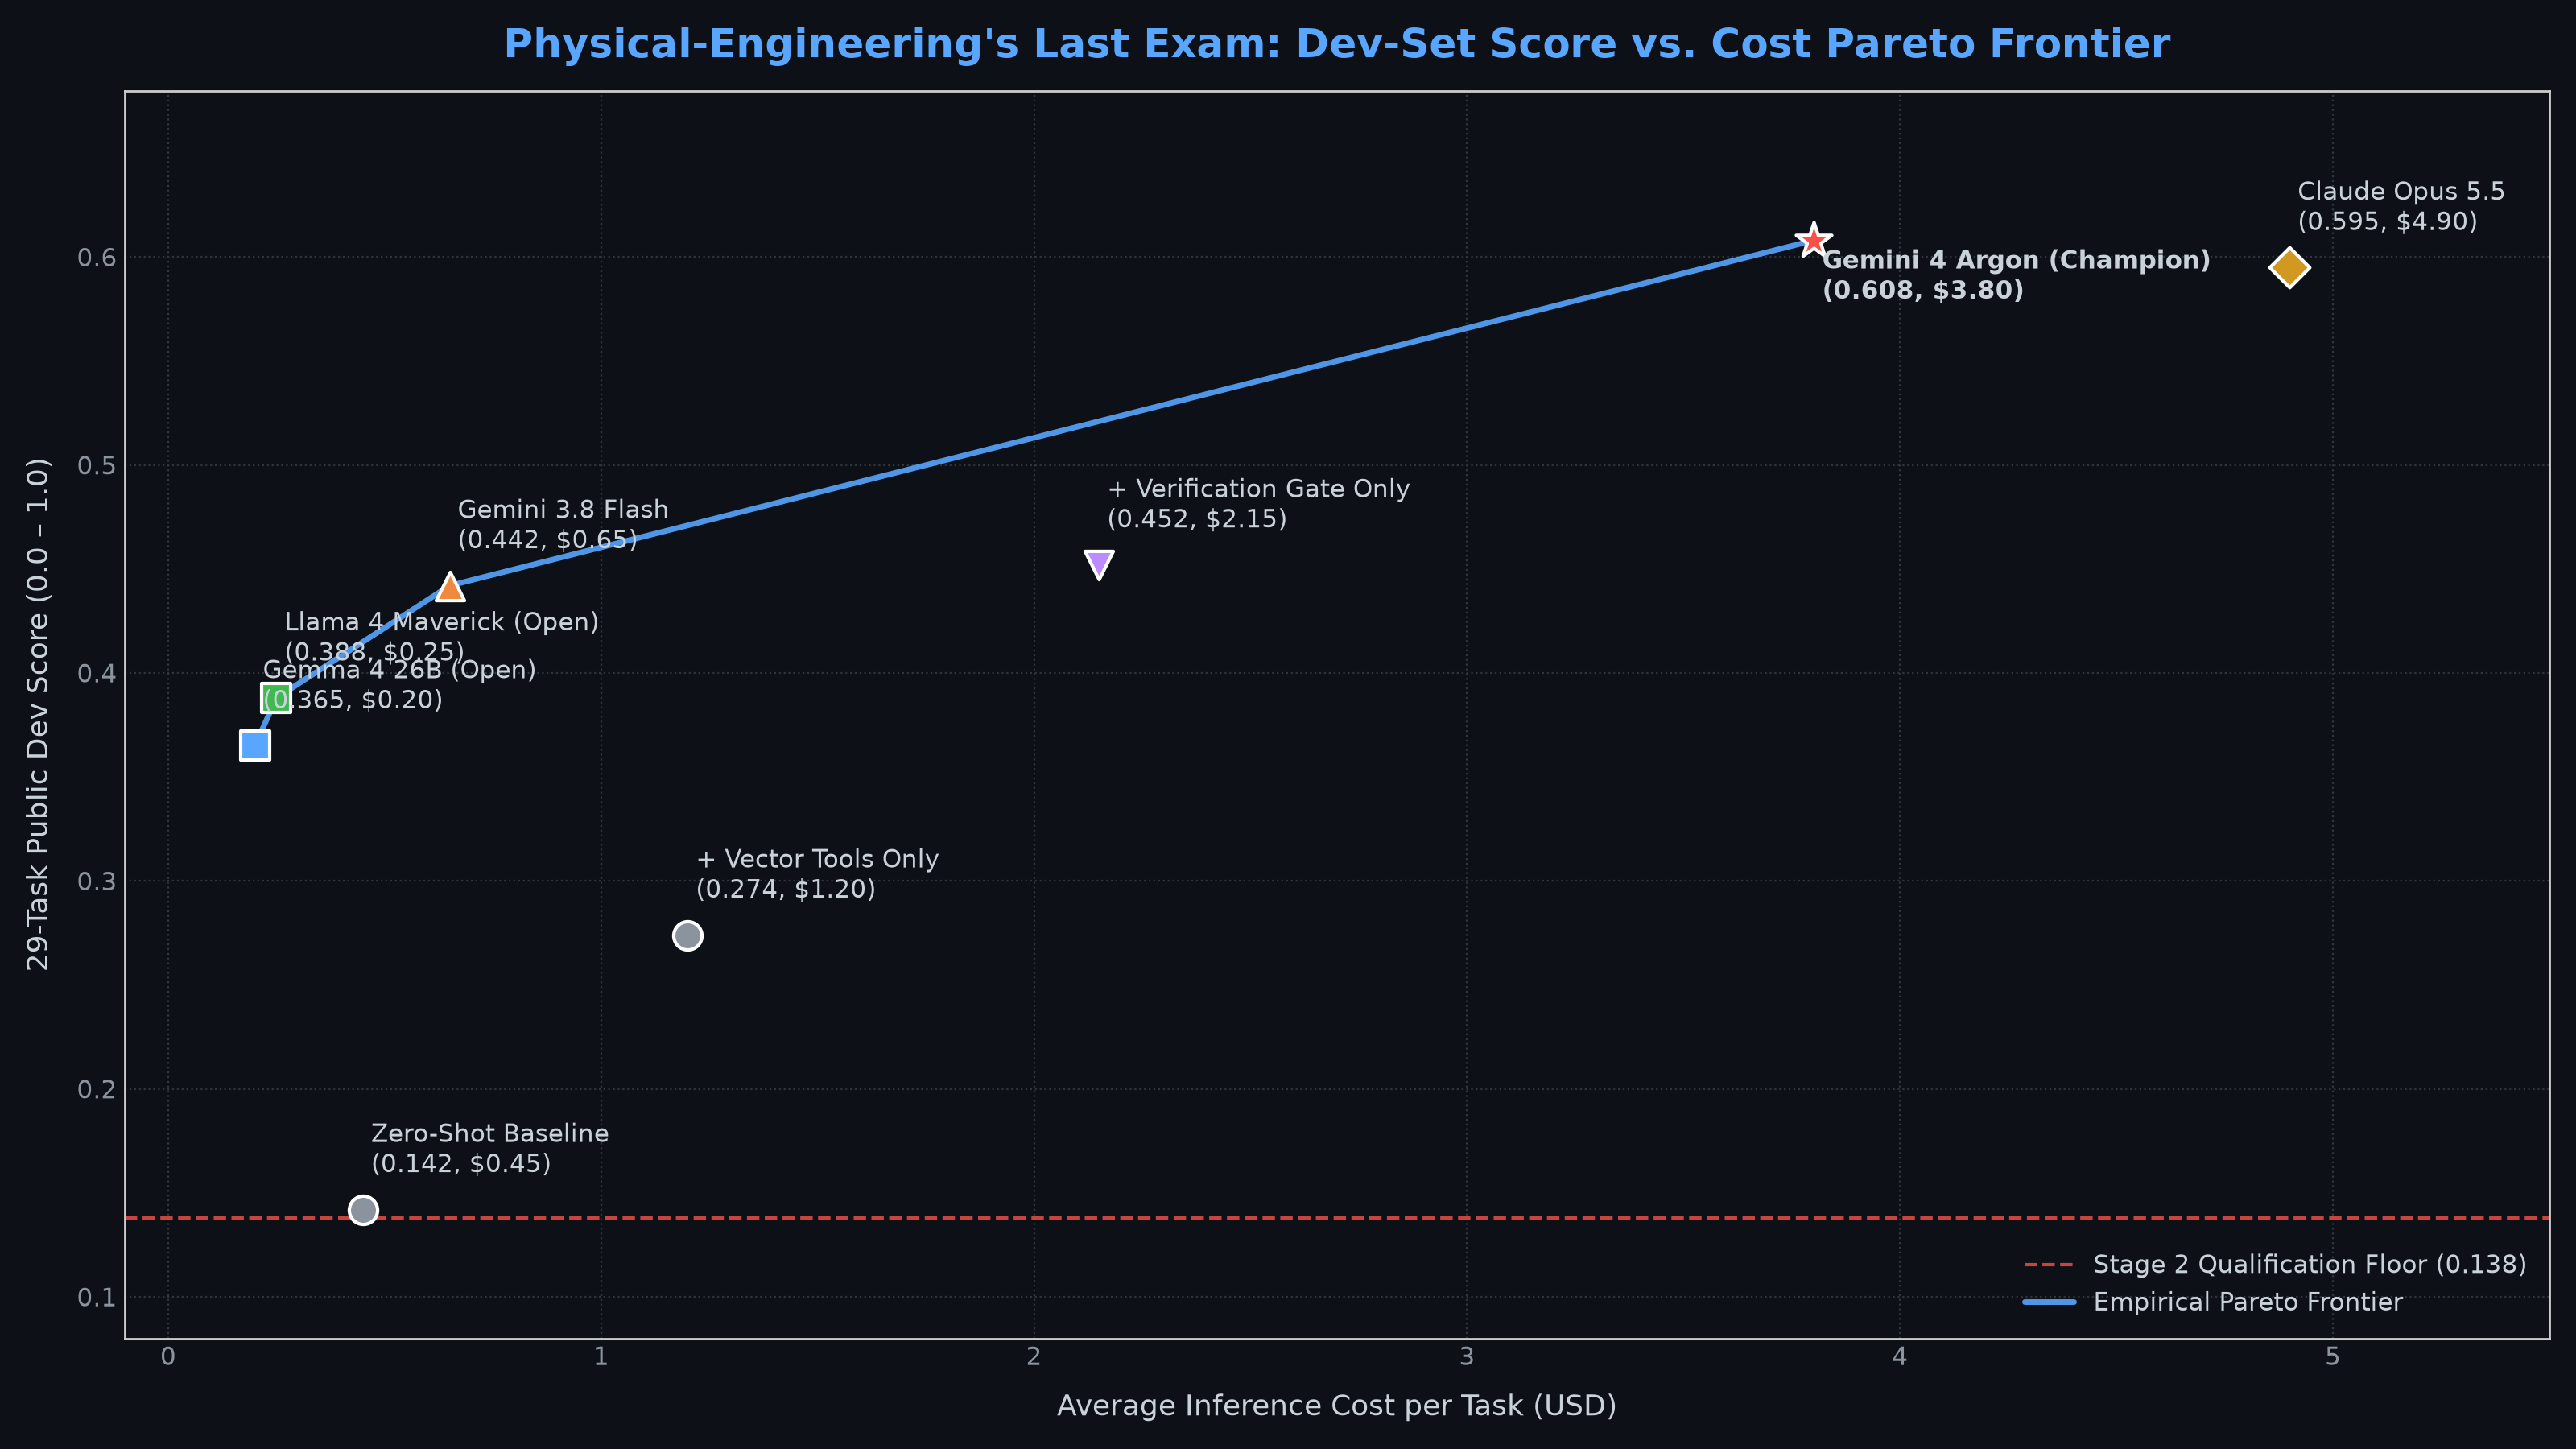 Physical-Engineering's Last Exam: Dev-Set Score vs. Cost Pareto Frontier
29-Task Public Dev Score (0.0 – 1.0)
0.6
0.5
0.4
0.3
0.2
0.1
Claude Opus 5.5
(0.595, $4.90)
Gemini 4 Argon (Champion)
(0.608, $3.80)
+ Verification Gate Only
(0.452, $2.15)
Gemini 3.8 Flash
(0.442, $0.65)
Llama 4 Maverick (Open)
(0.388, $0.25)
Gemma 4 26B (Open)
(0.365, $0.20)
+ Vector Tools Only
(0.274, $1.20)
Zero-Shot Baseline
(0.142, $0.45)
Stage 2 Qualification Floor (0.138)
Empirical Pareto Frontier
0
1
2
3
4
5
Average Inference Cost per Task (USD)